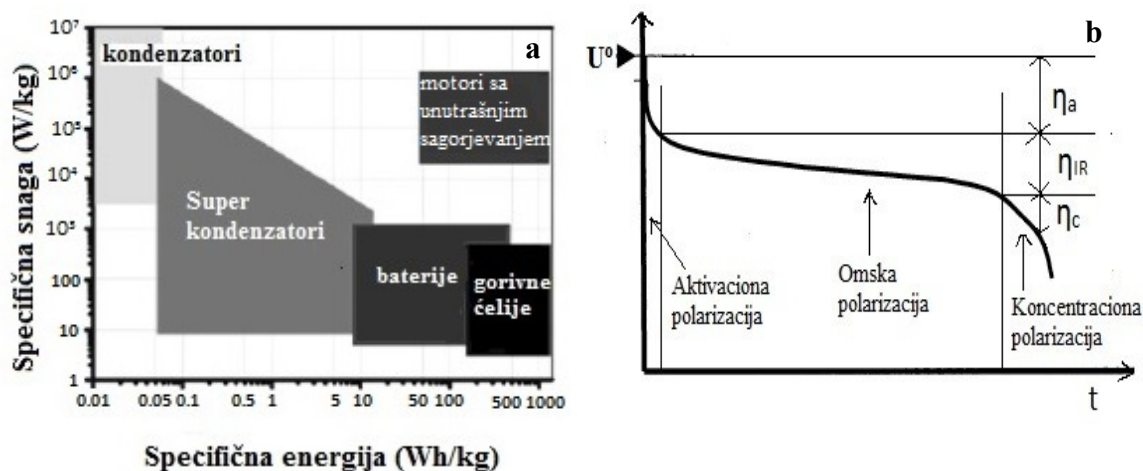 a
10⁷
10⁶
10⁵
10⁴
10⁵
100
10
1
Specifična snaga (W/kg)
kondenzatori
motori sa
unutrašnjim
sagorjevanjem
Super
kondenzatori
baterije
gorivne
ćelije
0.01
0.05
0.1
0.5
1
5
10
50
100
500
1000
Specifična energija (Wh/kg)
b
U⁰
ηa
ηIR
ηc
Aktivaciona
polarizacija
Omska
polarizacija
Koncentraciona
polarizacija
t